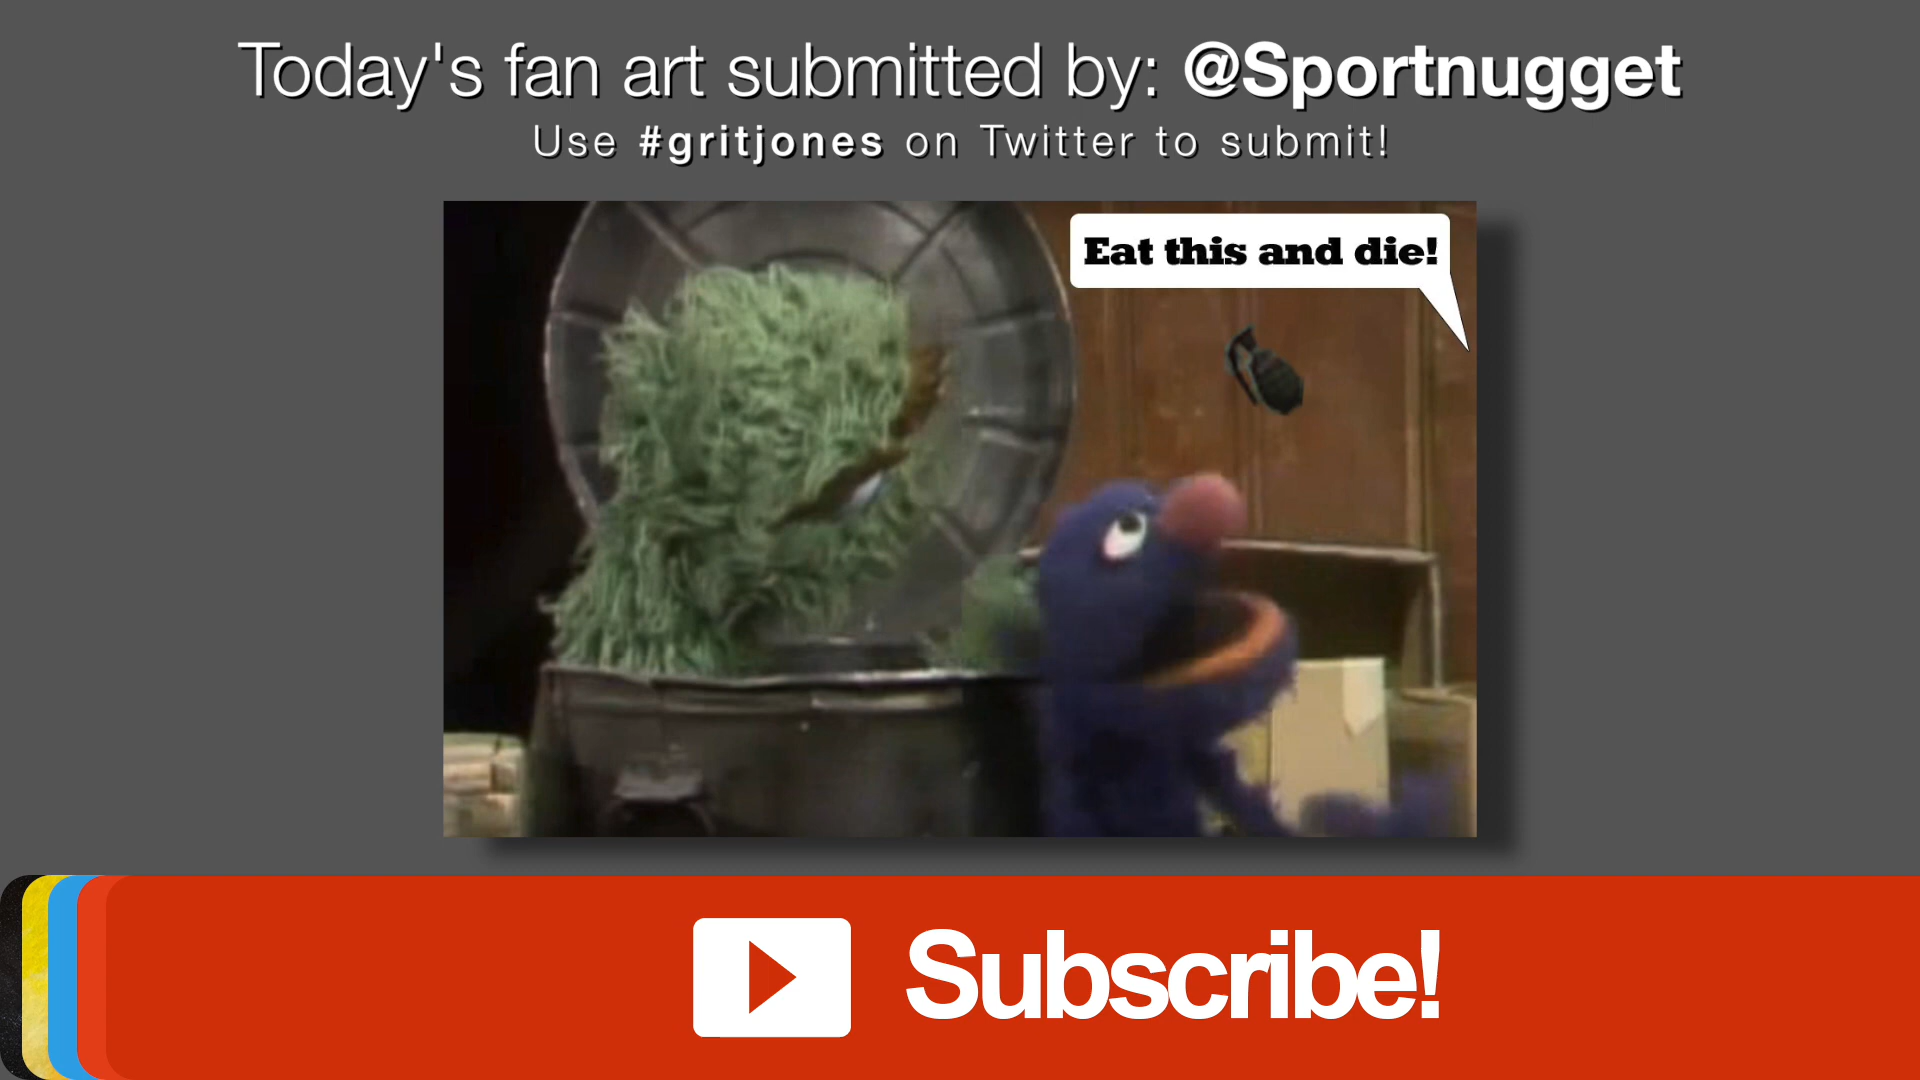 Today's fan art submitted by: @Sportnugget
Use #gritjones on Twitter to submit!
Eat this and die!
Subscribe!